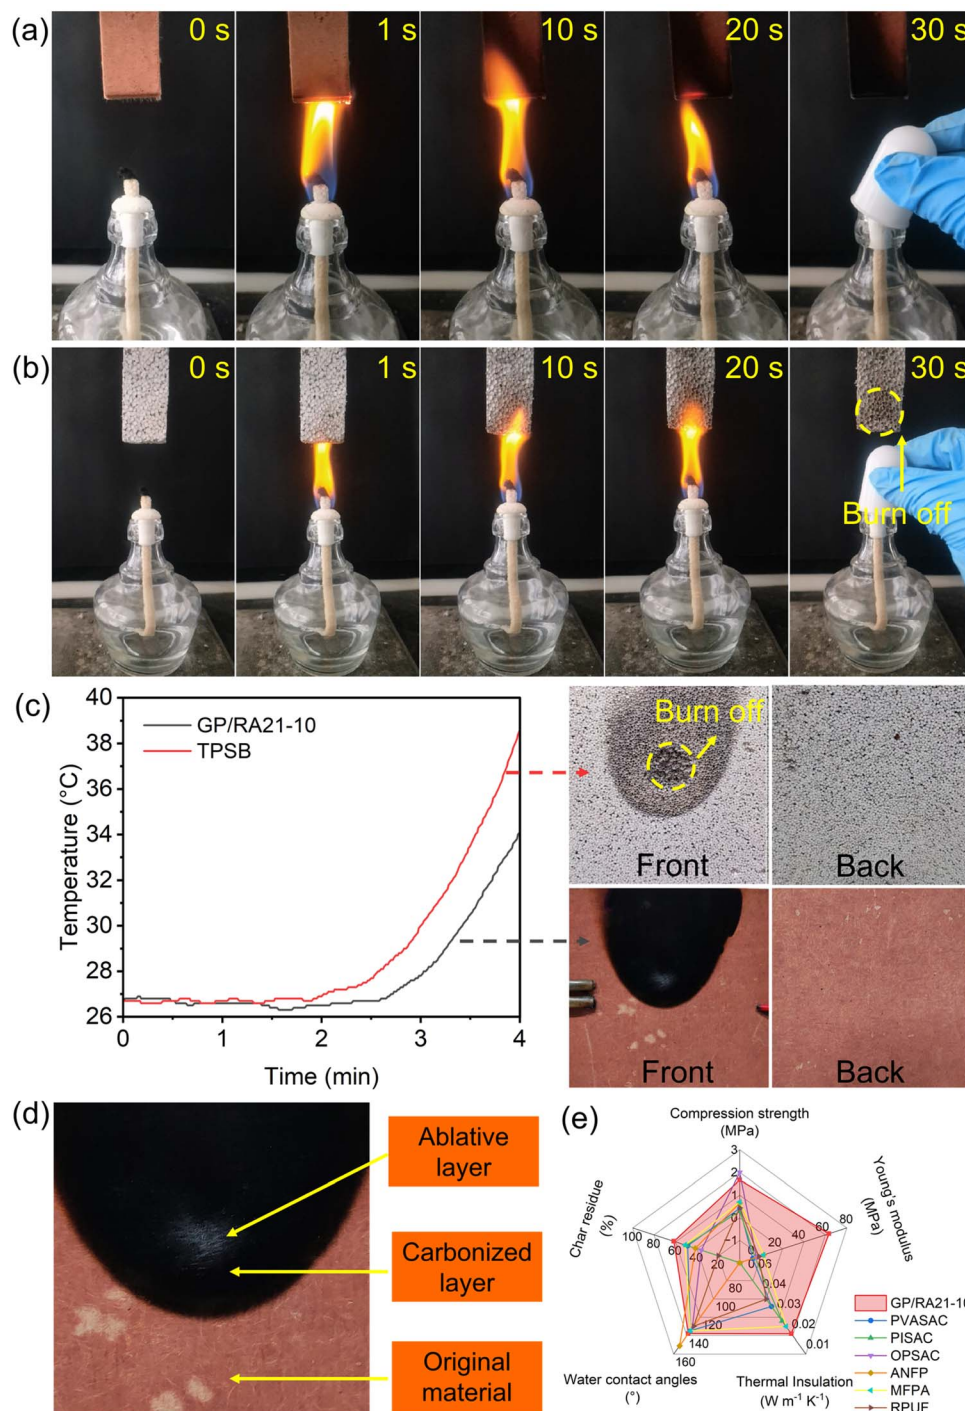 (a)
0 s
1 s
10 s
20 s
30 s
(b)
0 s
1 s
10 s
20 s
30 s
Burn off
(c)
40
38
36
34
32
30
28
26
Temperature (°C)
GP/RA21-10
TPSB
0
1
2
3
4
Time (min)
Burn off
Front
Back
Front
Back
(d)
Ablative
layer
Carbonized
layer
Original
material
(e)
Compression strength
(MPa)
3
2
1
0
−1
Young's modulus
(MPa)
20
40
60
80
Thermal Insulation
(W m⁻¹ K⁻¹)
0.04
0.03
0.02
0.01
Water contact angles
(°)
80
100
120
140
160
Char residue
(%)
20
40
60
80
100
GP/RA21-10
PVASAC
PISAC
OPSAC
ANFP
MFPA
RPUF